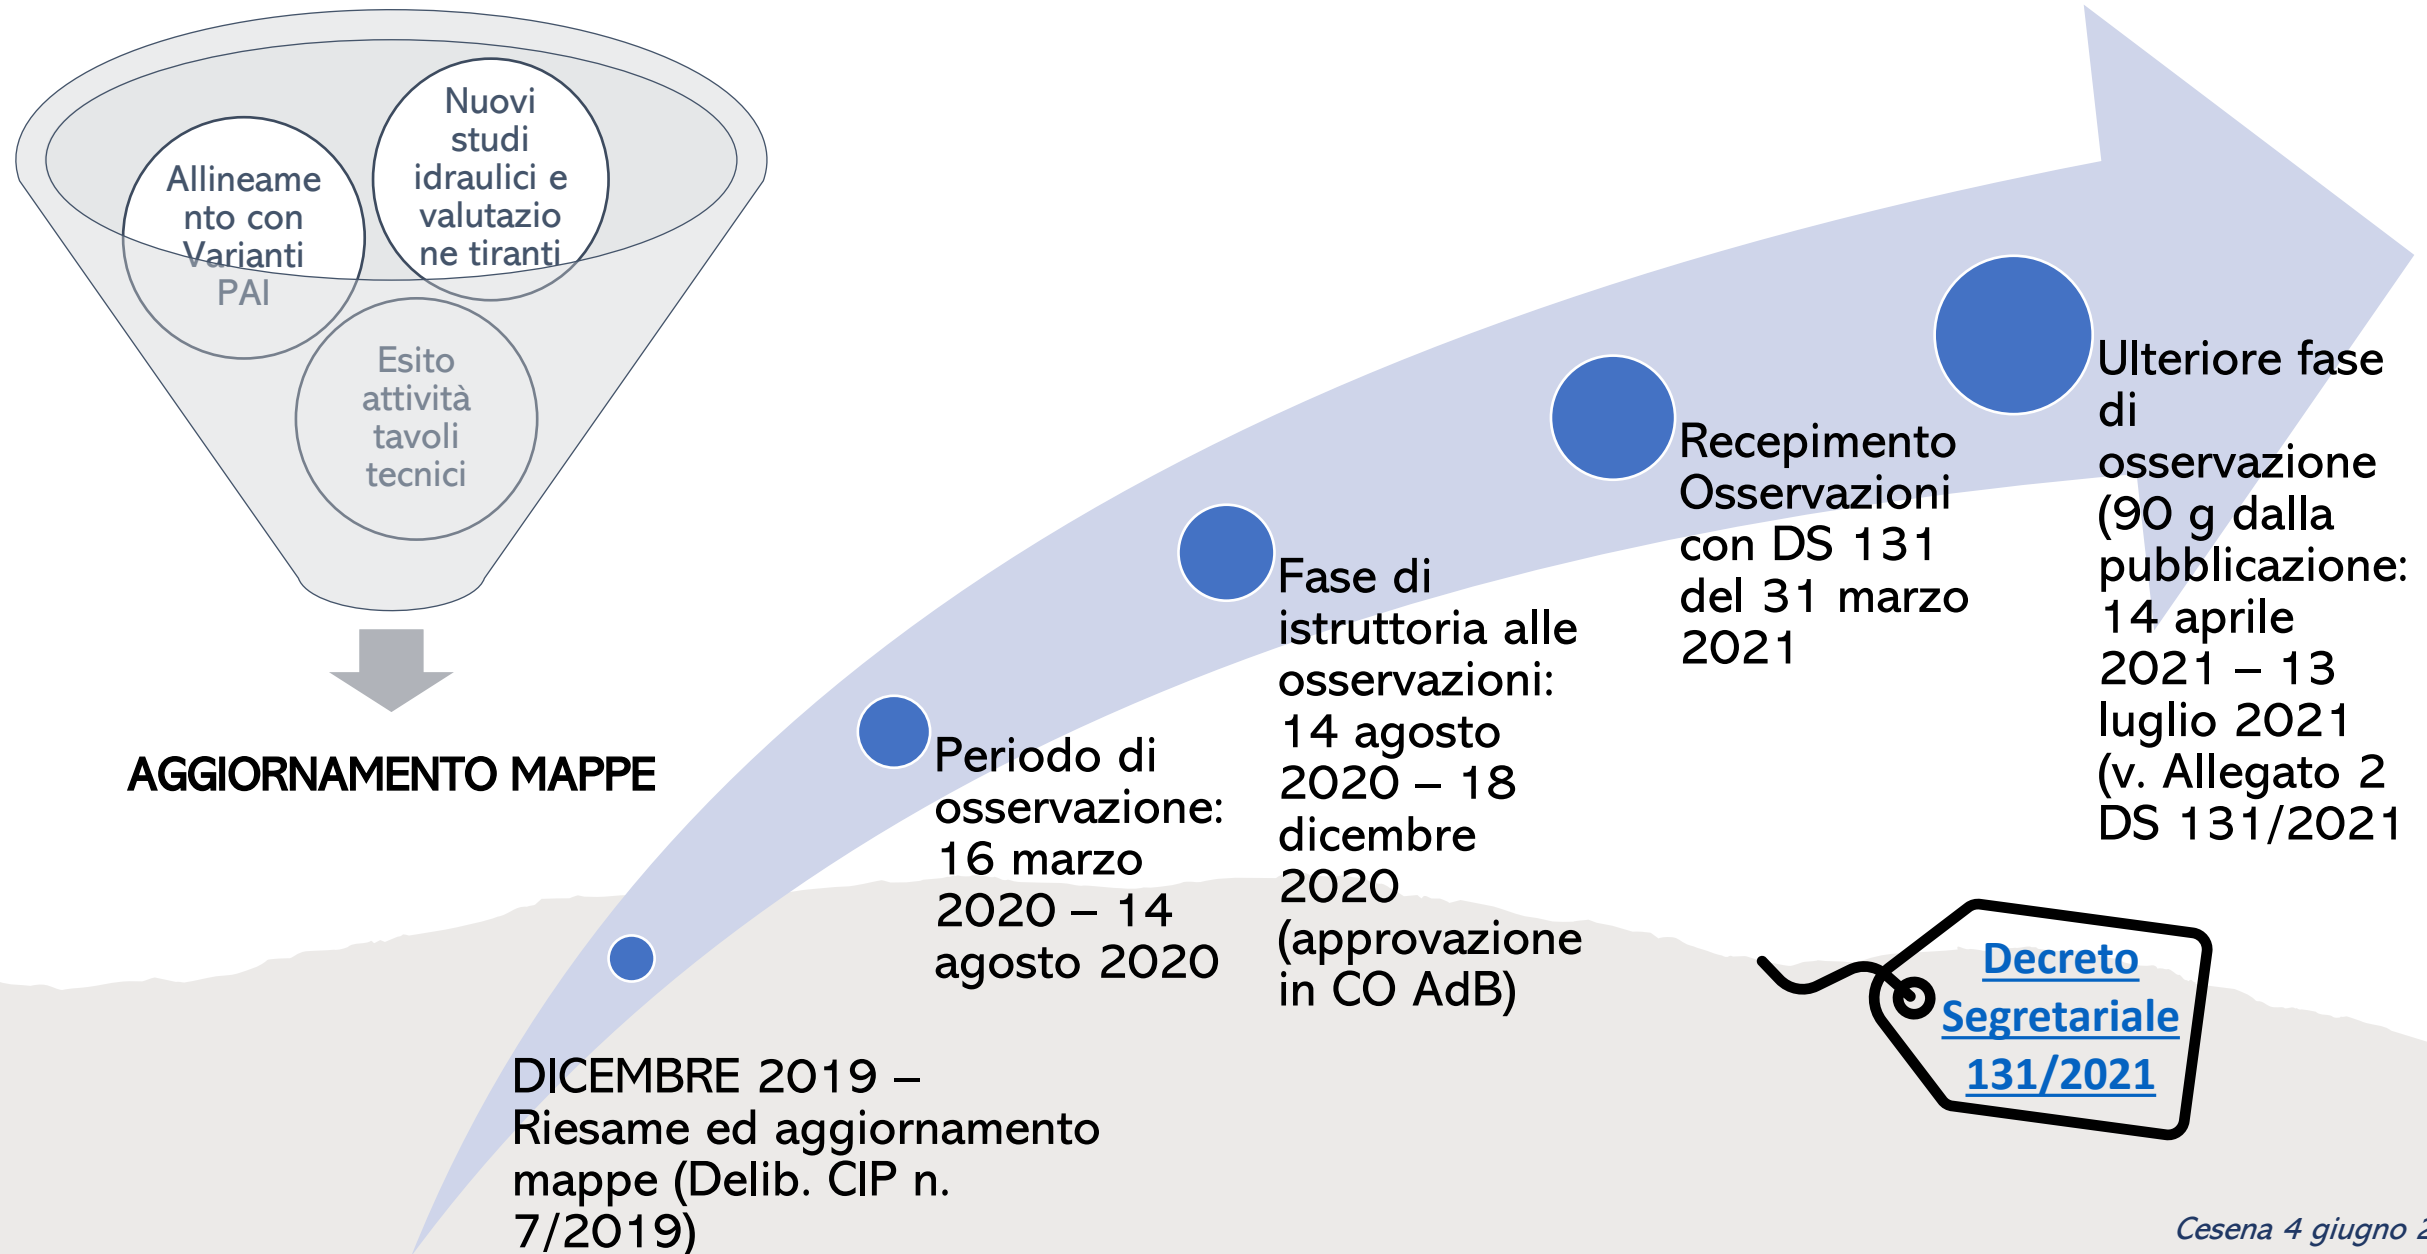 Allineame
nto con
Varianti
PAI
Nuovi
studi
idraulici e
valutazio
ne tiranti
Esito
attività
tavoli
tecnici
AGGIORNAMENTO MAPPE
DICEMBRE 2019 –
Riesame ed aggiornamento
mappe (Delib. CIP n.
7/2019)
Periodo di
osservazione:
16 marzo
2020 – 14
agosto 2020
Fase di
istruttoria alle
osservazioni:
14 agosto
2020 – 18
dicembre
2020
(approvazione
in CO AdB)
Recepimento
Osservazioni
con DS 131
del 31 marzo
2021
Ulteriore fase
di
osservazione
(90 g dalla
pubblicazione:
14 aprile
2021 – 13
luglio 2021
(v. Allegato 2
DS 131/2021
Decreto
Segretariale
131/2021
Cesena 4 giugno